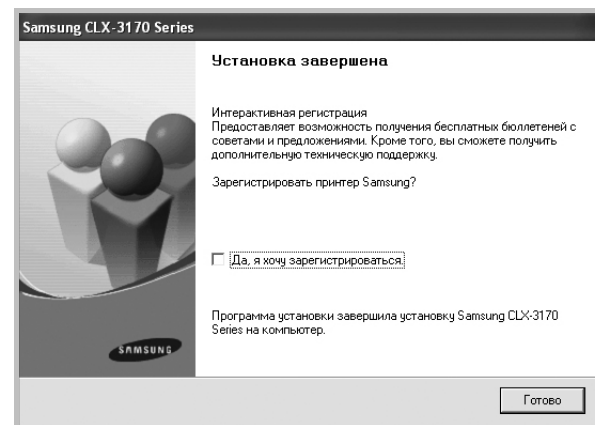 Samsung CLX-3170 Series
Установка завершена
Интерактивная регистрация
Предоставляет возможность получения бесплатных бюллетеней с
советами и предложениями. Кроме того, вы сможете получить
дополнительную техническую поддержку.
Зарегистрировать принтер Samsung?
Да, я хочу зарегистрироваться.
Программа установки завершила установку Samsung CLX-3170
Series на компьютер.
SAMSUNG
Готово